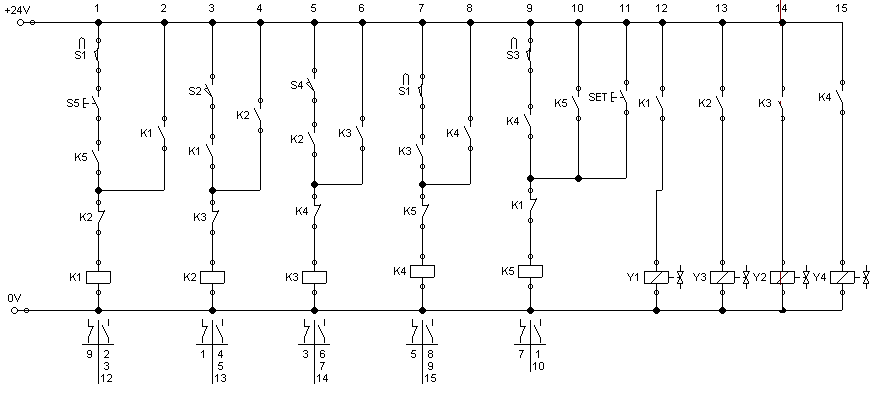 +24V 1 2 3 4 5 6 7 8 9 10 11 12 13 14 15
S1 S3
S2 S4 S1
S5 K2 K5 SET K1 K2 K3 K4
K1 K2 K3 K4 K4
K5 K1 K3
K2 K3 K4 K5 K1
K1 K2 K3 K4 K5 Y1 Y3 Y2 Y4
0V
9 2 1 4 3 6 5 8 7 1
3 5 7 9 10
12 13 14 15